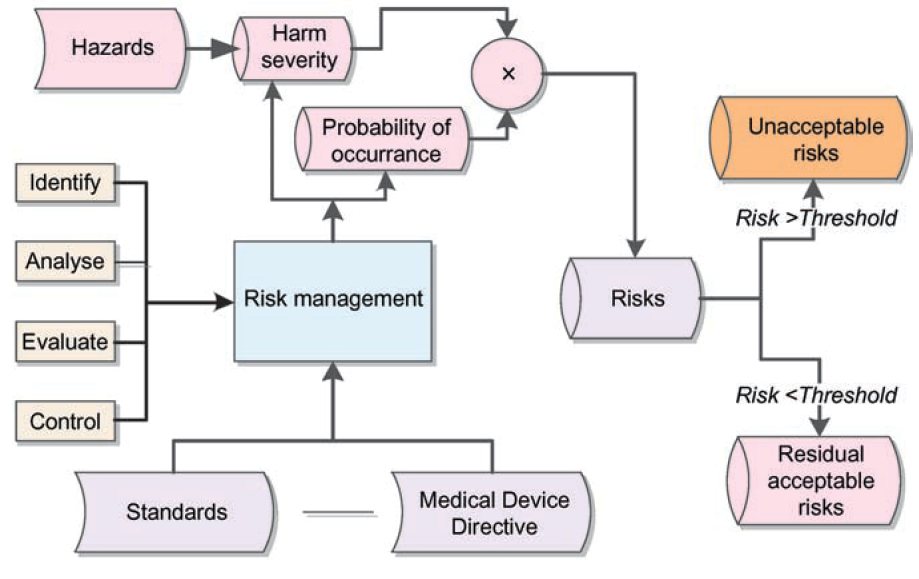 Hazards
Harm
severity
×
Probability of
occurrance
Unacceptable
risks
Identify
Risk >Threshold
Analyse
Risk management
Risks
Evaluate
Risk <Threshold
Control
Residual
acceptable
risks
Standards
Medical Device
Directive